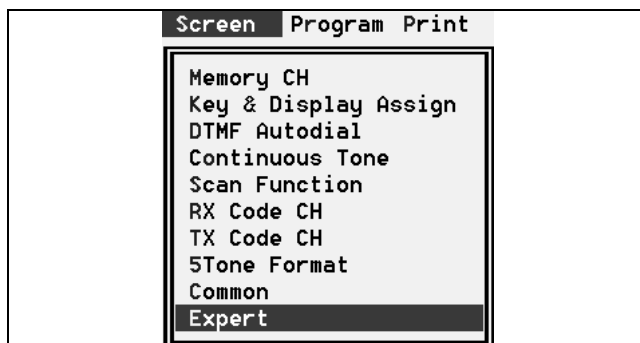 Screen Program Print
Memory CH
Key & Display Assign
DTMF Autodial
Continuous Tone
Scan Function
RX Code CH
TX Code CH
5Tone Format
Common
Expert